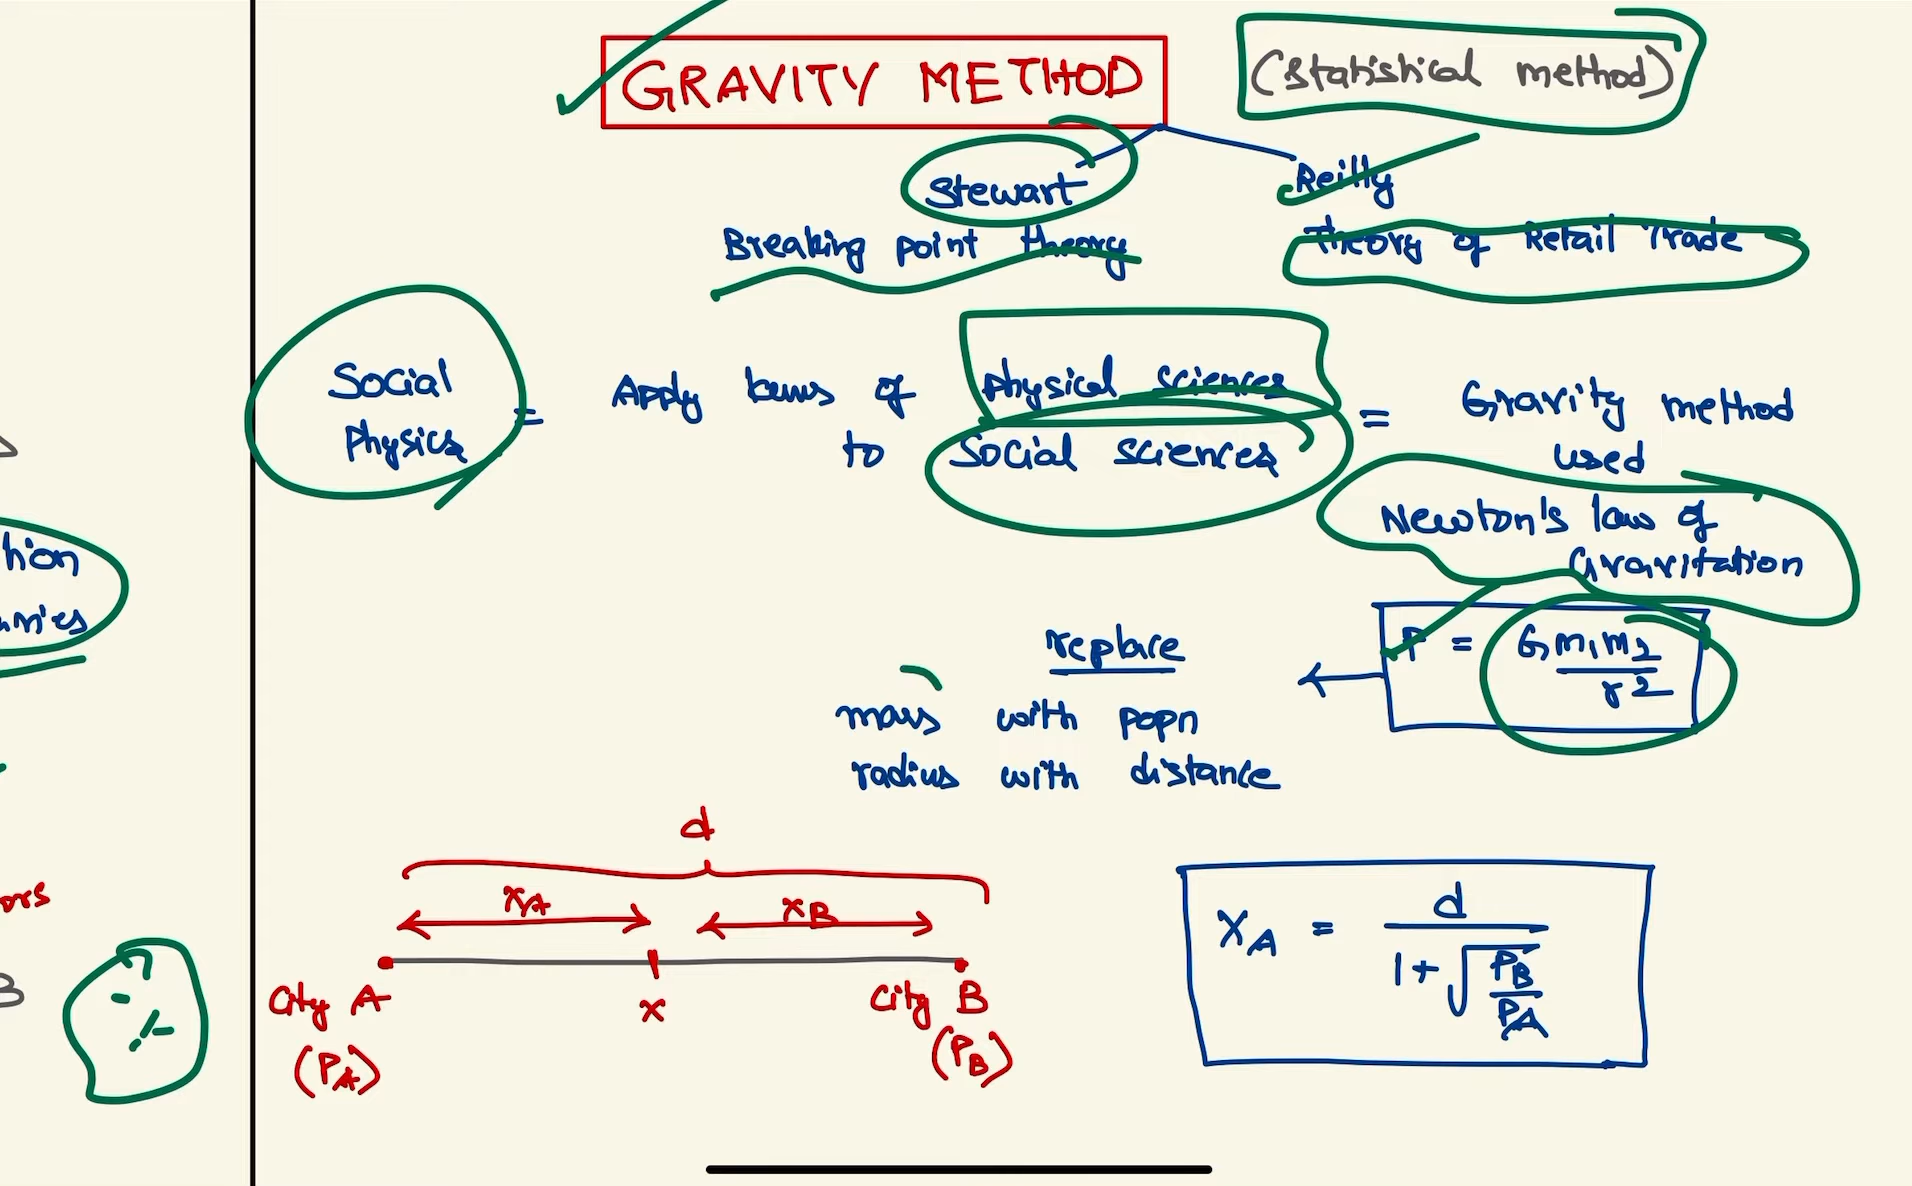 GRAVITY METHOD (statistical method)
Stewart Reilly
Breaking point theory Theory of Retail Trade
Social Physics = Apply laws of physical sciences to Social sciences = Gravity method used
Newton's law of Gravitation
F = Gm₁m₂/r²
replace
mass with popn
radius with distance
d
xA xB
City A x City B
(PA) (PB)
XA = d/(1+√(PB/PA))
hion
ors
B